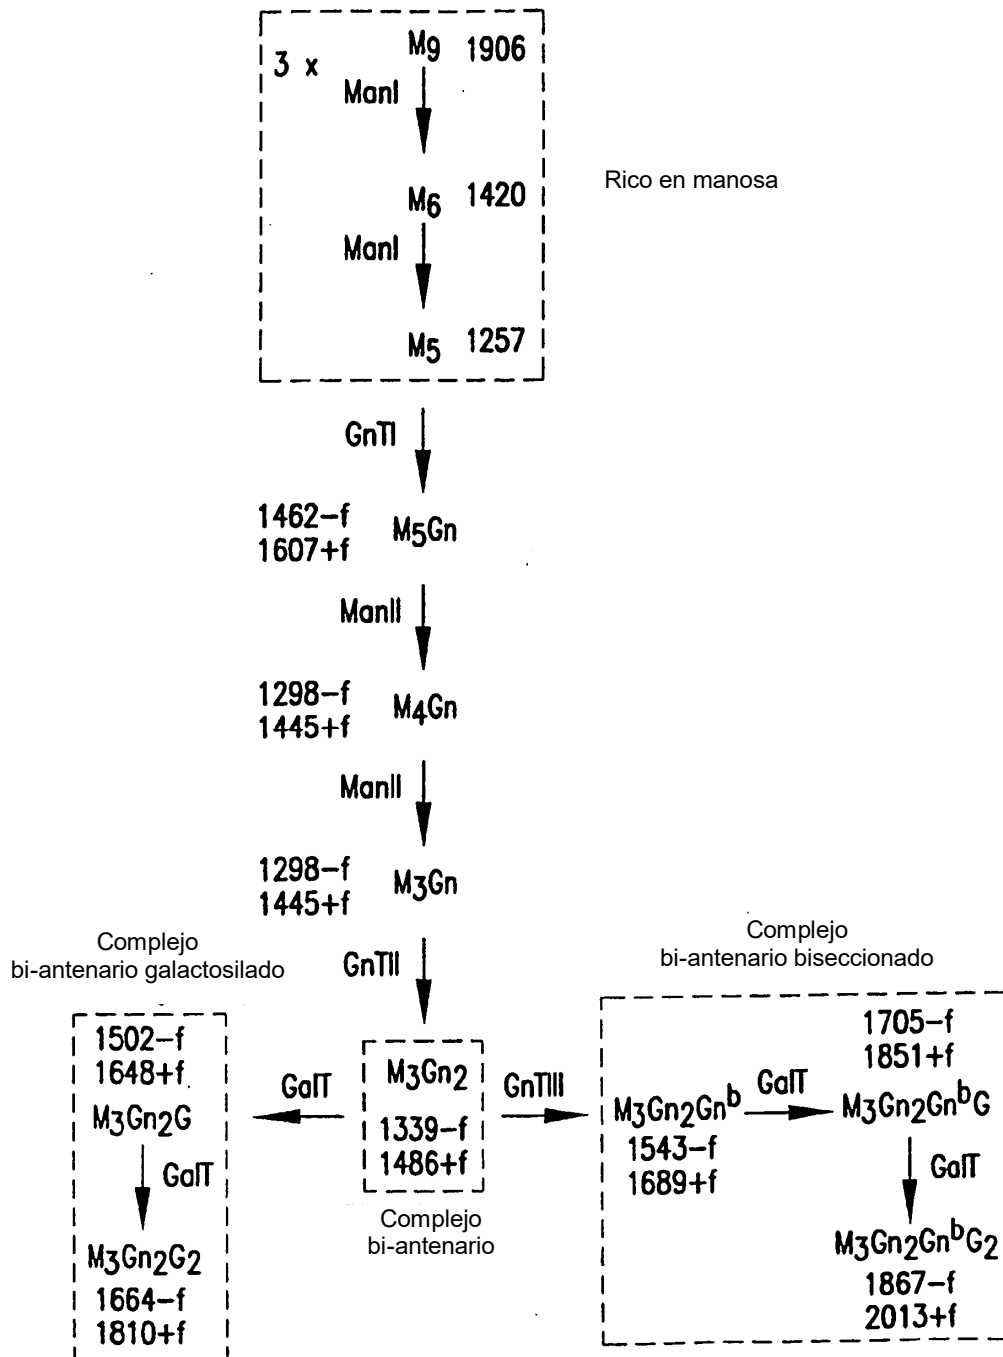 3 x
M9 1906
ManI
Rico en manosa
M6 1420
ManI
M5 1257
GnTI
1462-f
1607+f
M5Gn
ManII
1298-f
1445+f
M4Gn
ManII
1298-f
1445+f
M3Gn
GnTII
Complejo
bi-antenario galactosilado
Complejo
bi-antenario biseccionado
1502-f
1648+f
M3Gn2G
GalT
M3Gn2G2
1664-f
1810+f
GalT
M3Gn2
1339-f
1486+f
Complejo
bi-antenario
GnTIII
M3Gn2Gnb
1543-f
1689+f
GalT
1705-f
1851+f
M3Gn2GnbG
GalT
M3Gn2GnbG2
1867-f
2013+f